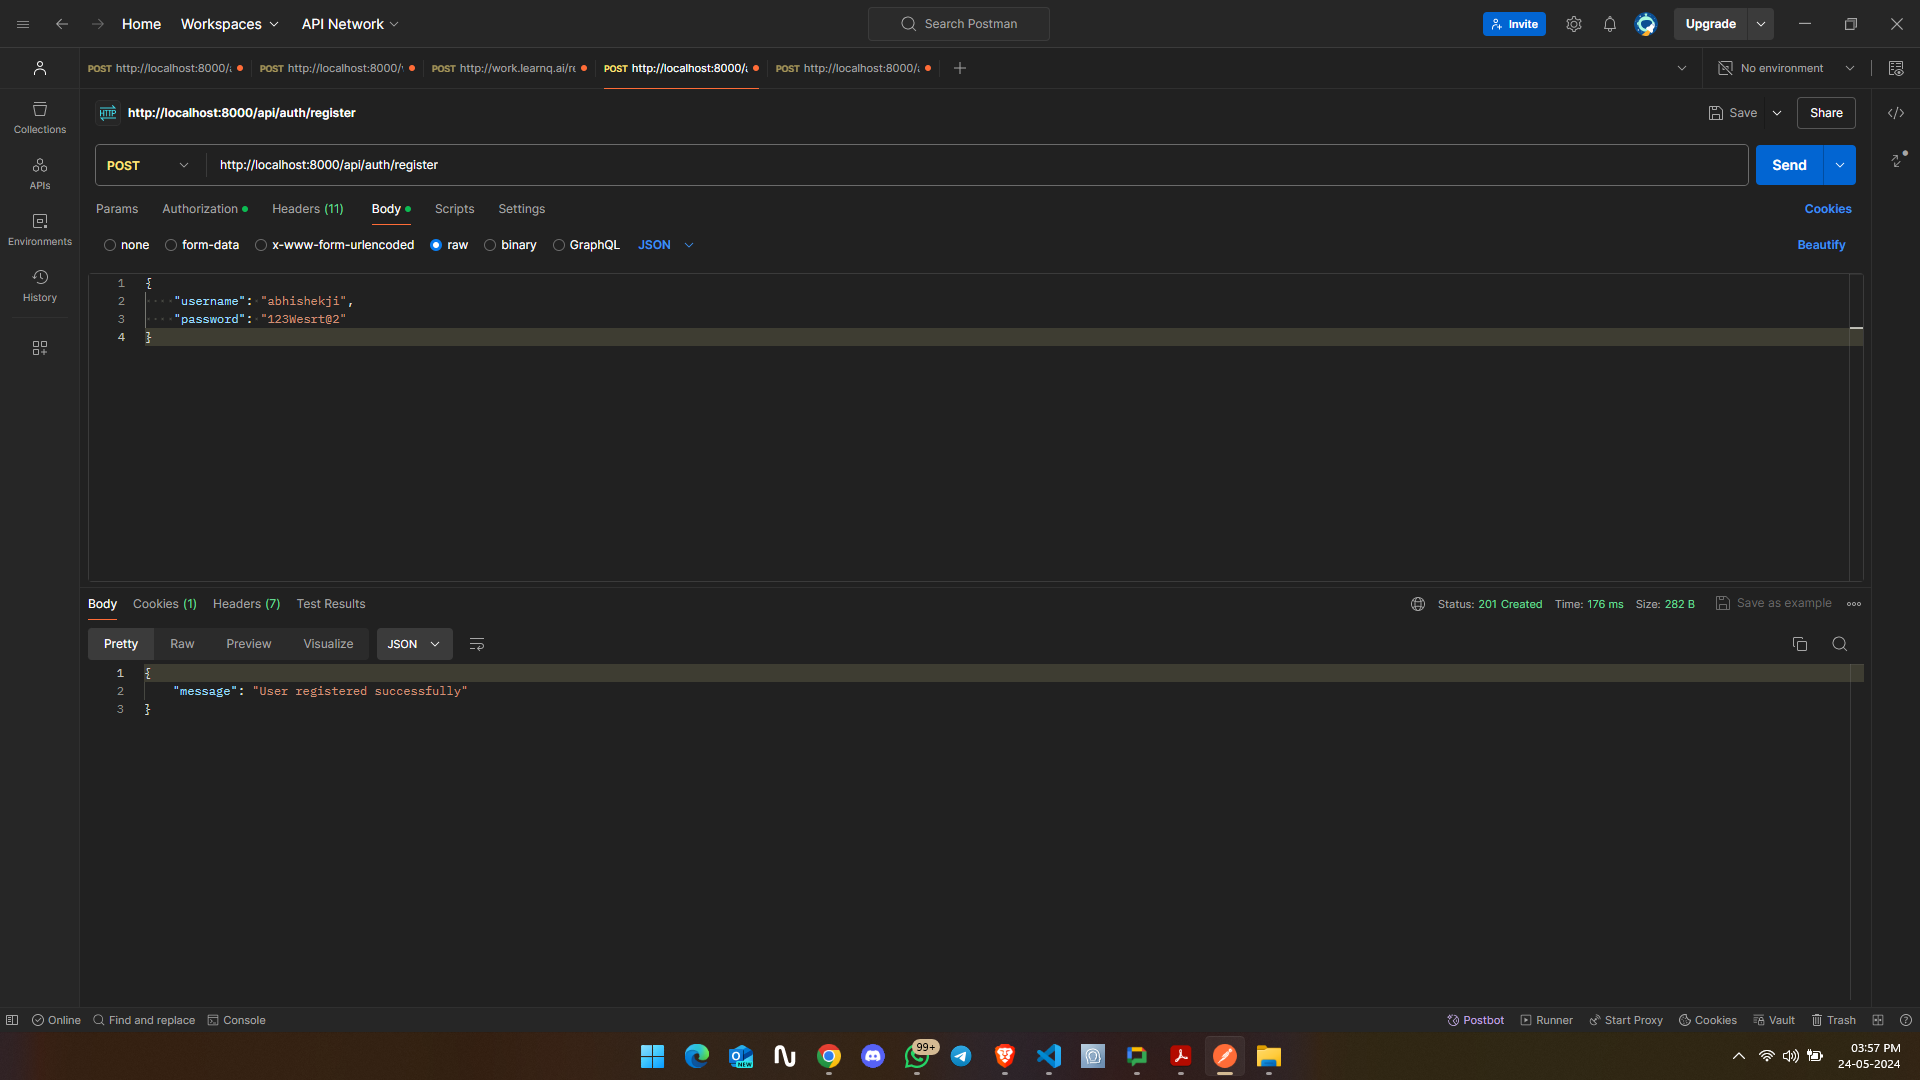 Home Workspaces API Network Search Postman Invite Upgrade
POST http://localhost:8000/a POST http://localhost:8000/ POST http://work.learnq.ai/r POST http://localhost:8000/a POST http://localhost:8000/a No environment
HTTP http://localhost:8000/api/auth/register Save Share
Collections
POST http://localhost:8000/api/auth/register Send
APIs
Params Authorization Headers (11) Body Scripts Settings Cookies
Environments
none form-data x-www-form-urlencoded raw binary GraphQL JSON Beautify
History
1 {
2 "username": "abhishekji",
3 "password": "123Wesrt@2"
4 }
Body Cookies (1) Headers (7) Test Results Status: 201 Created Time: 176 ms Size: 282 B Save as example
Pretty Raw Preview Visualize JSON
1 {
2 "message": "User registered successfully"
3 }
Online Find and replace Console Postbot Runner Start Proxy Cookies Vault Trash
99+
NEW
03:57 PM
24-05-2024